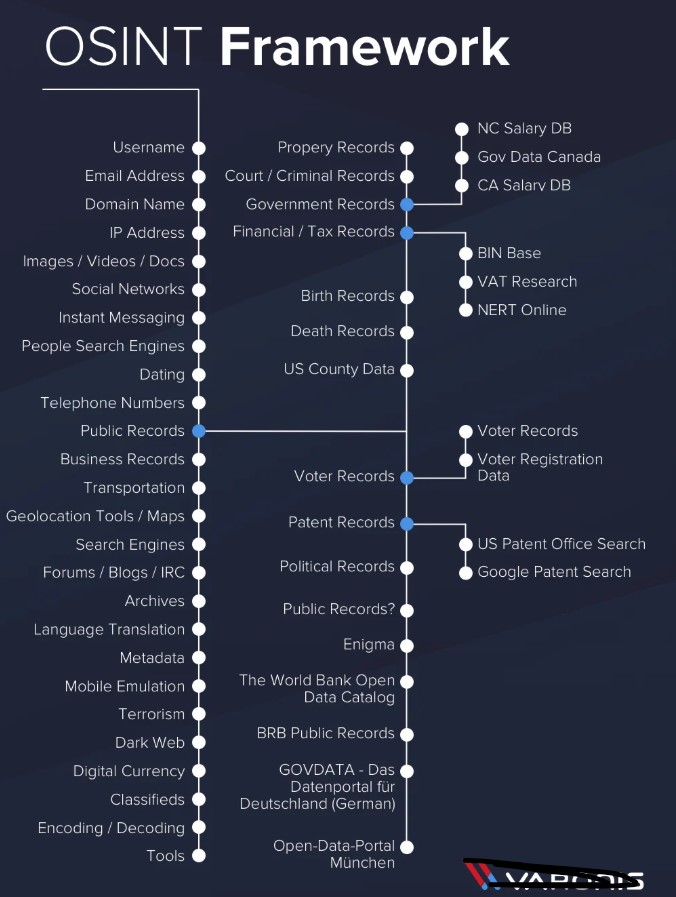 OSINT Framework
Username
Email Address
Domain Name
IP Address
Images / Videos / Docs
Social Networks
Instant Messaging
People Search Engines
Dating
Telephone Numbers
Public Records
Business Records
Transportation
Geolocation Tools / Maps
Search Engines
Forums / Blogs / IRC
Archives
Language Translation
Metadata
Mobile Emulation
Terrorism
Dark Web
Digital Currency
Classifieds
Encoding / Decoding
Tools
Propery Records
Court / Criminal Records
Government Records
Financial / Tax Records
Birth Records
Death Records
US County Data
Voter Records
Patent Records
Political Records
Public Records?
Enigma
The World Bank Open
Data Catalog
BRB Public Records
GOVDATA - Das
Datenportal für
Deutschland (German)
Open-Data-Portal
München
NC Salary DB
Gov Data Canada
CA Salary DB
BIN Base
VAT Research
NERT Online
Voter Records
Voter Registration
Data
US Patent Office Search
Google Patent Search